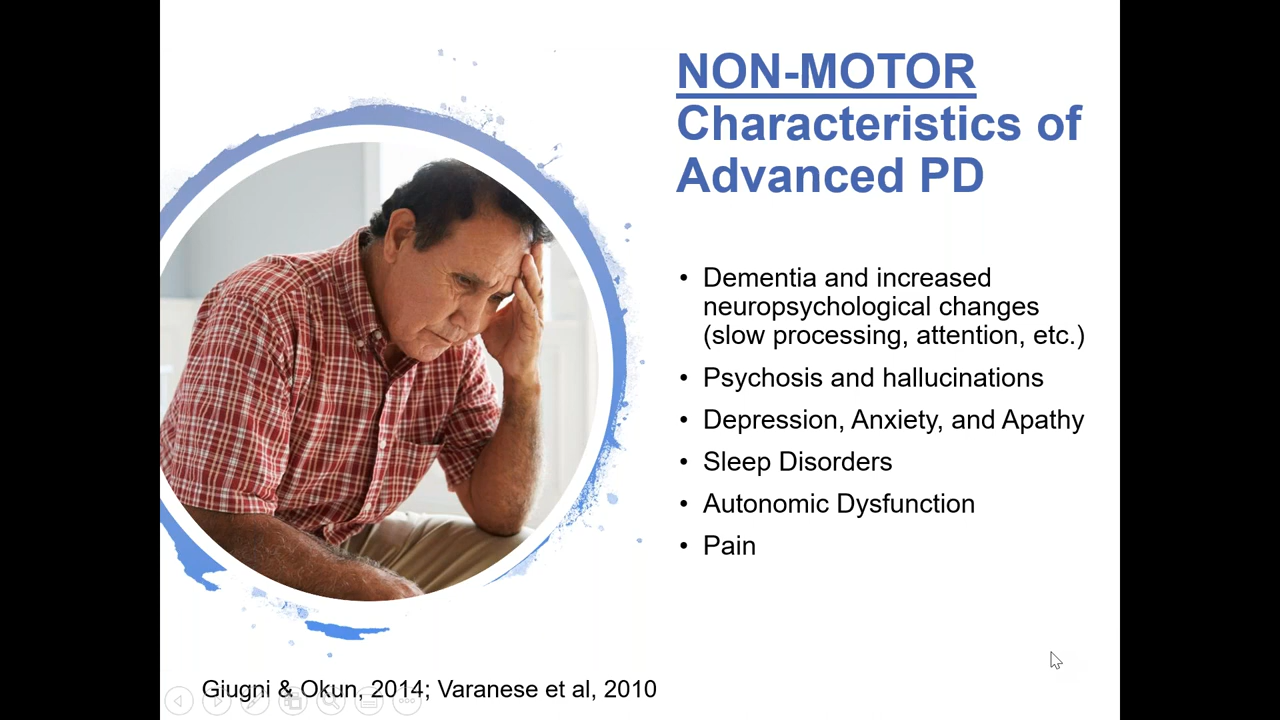 NON-MOTOR
Characteristics of
Advanced PD
• Dementia and increased
neuropsychological changes
(slow processing, attention, etc.)
• Psychosis and hallucinations
• Depression, Anxiety, and Apathy
• Sleep Disorders
• Autonomic Dysfunction
• Pain
Giugni & Okun, 2014; Varanese et al, 2010